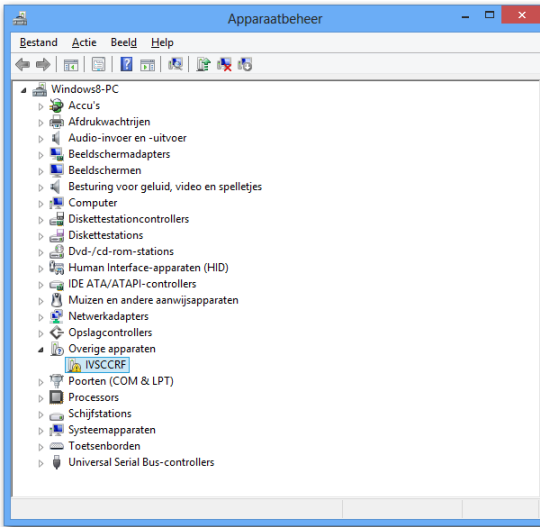 Apparaatbeheer
Bestand Actie Beeld Help
Windows8-PC
Accu's
Afdrukwachtrijen
Audio-invoer en -uitvoer
Beeldschermadapters
Beeldschermen
Besturing voor geluid, video en spelletjes
Computer
Diskettestationcontrollers
Diskettestations
Dvd-/cd-rom-stations
Human Interface-apparaten (HID)
IDE ATA/ATAPI-controllers
Muizen en andere aanwijsapparaten
Netwerkadapters
Opslagcontrollers
Overige apparaten
IVSCCRF
Poorten (COM & LPT)
Processors
Schijfstations
Systeemapparaten
Toetsenborden
Universal Serial Bus-controllers